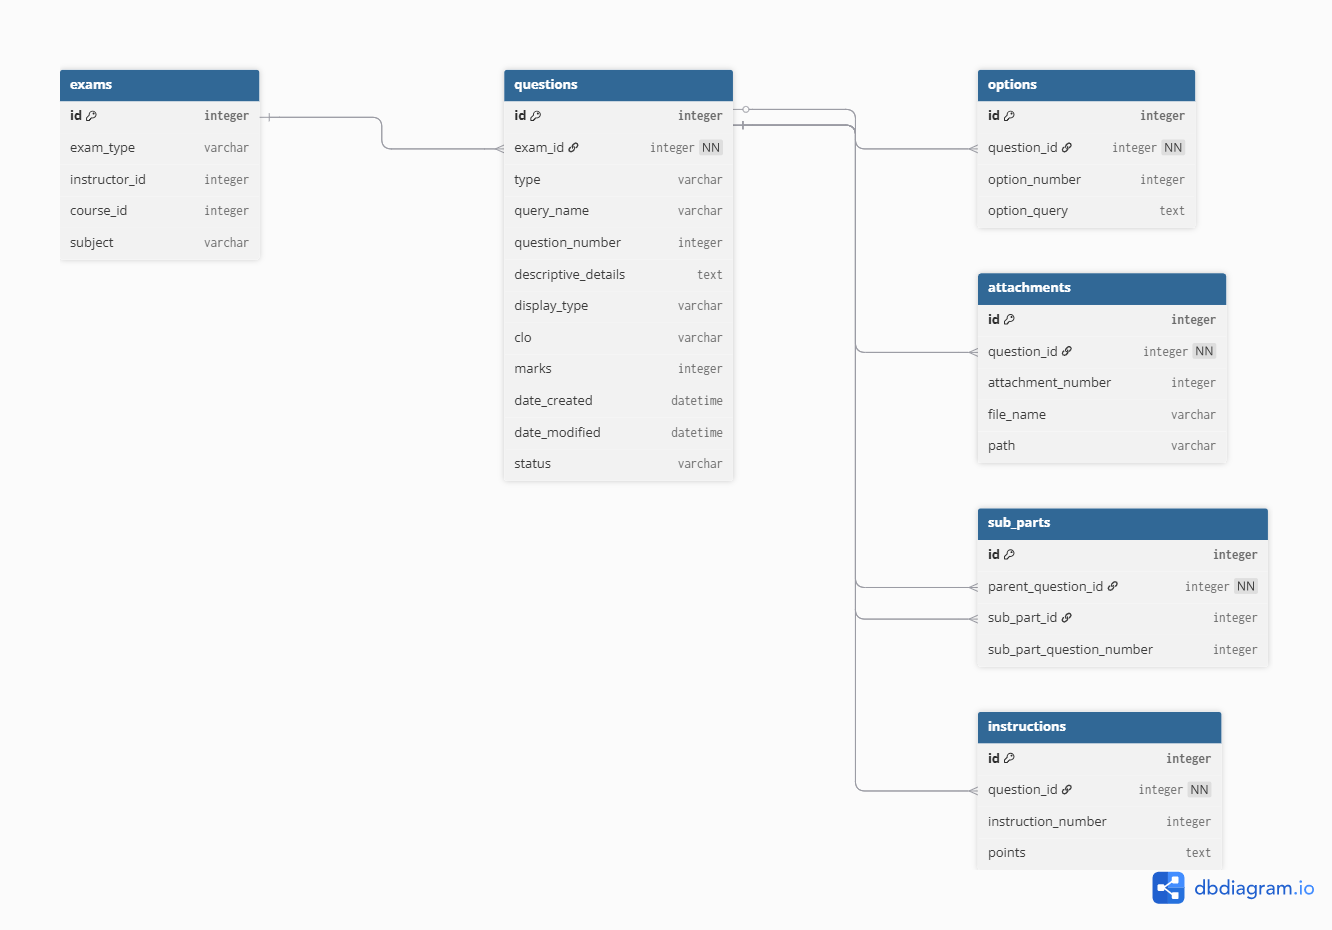 exams
id integer
exam_type varchar
instructor_id integer
course_id integer
subject varchar
questions
id integer
exam_id integer NN
type varchar
query_name varchar
question_number integer
descriptive_details text
display_type varchar
clo varchar
marks integer
date_created datetime
date_modified datetime
status varchar
options
id integer
question_id integer NN
option_number integer
option_query text
attachments
id integer
question_id integer NN
attachment_number integer
file_name varchar
path varchar
sub_parts
id integer
parent_question_id integer NN
sub_part_id integer
sub_part_question_number integer
instructions
id integer
question_id integer NN
instruction_number integer
points text
dbdiagram.io